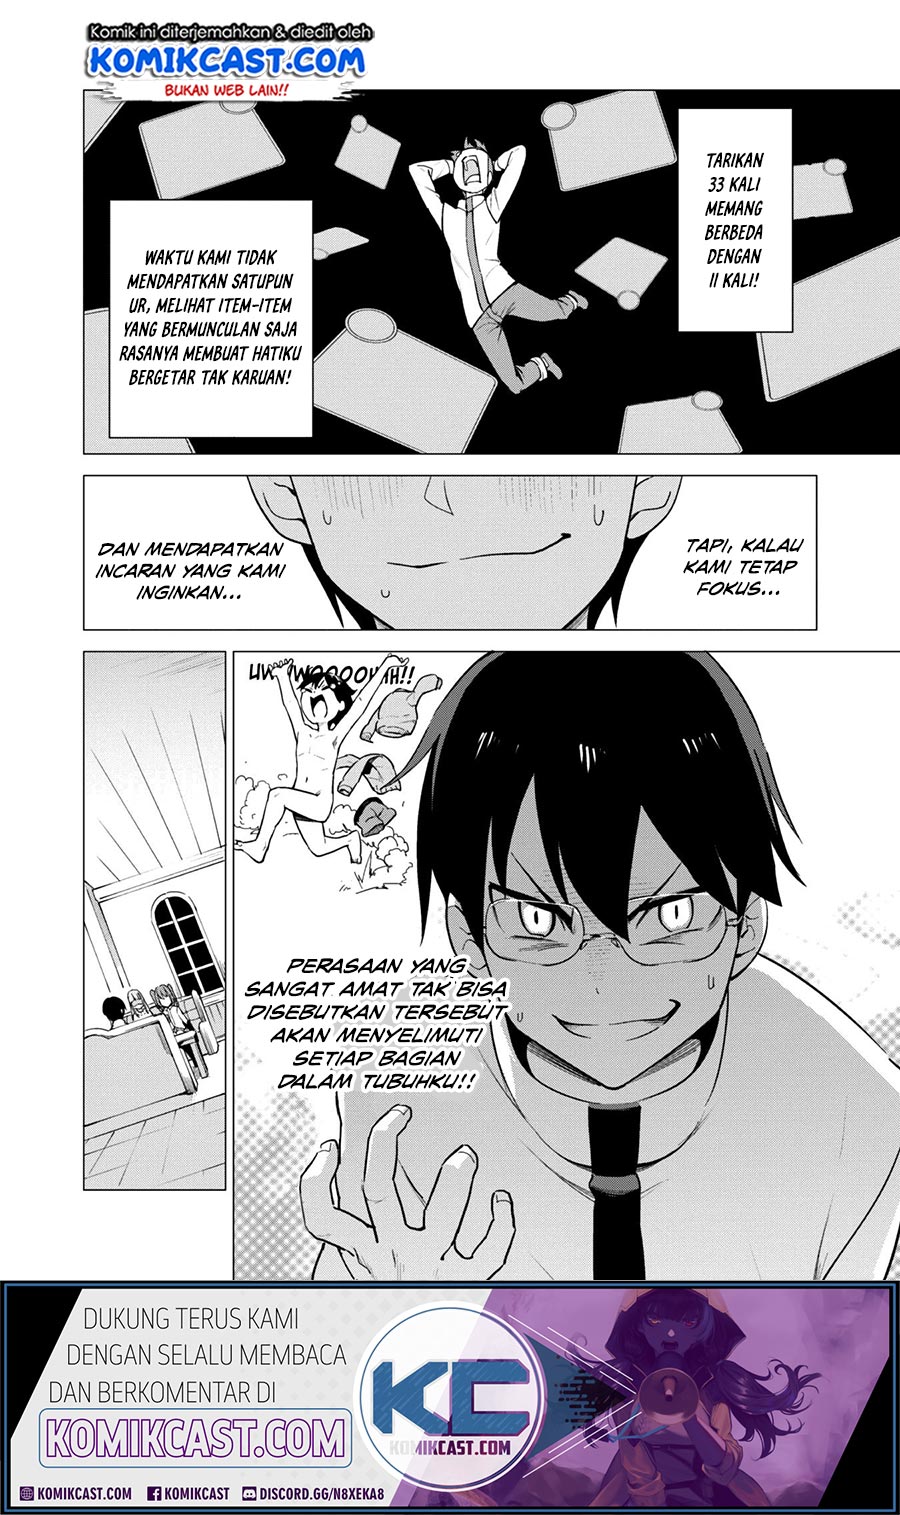 Komik ini diterjemahkan & diedit oleh
KOMIKCAST.COM
BUKAN WEB LAIN!!
TARIKAN
33 KALI
MEMANG
BERBEDA
DENGAN
11 KALI!
WAKTU KAMI TIDAK
MENDAPATKAN SATUPUN
UR, MELIHAT ITEM-ITEM
YANG BERMUNCULAN SAJA
RASANYA MEMBUAT HATIKU
BERGETAR TAK KARUAN!
TAPI, KALAU
KAMI TETAP
FOKUS...
DAN MENDAPATKAN
INCARAN YANG KAMI
INGINKAN...
PERASAAN YANG
SANGAT AMAT TAK BISA
DISEBUTKAN TERSEBUT
AKAN MENYELIMUTI
SETIAP BAGIAN
DALAM TUBUHKU!!
DUKUNG TERUS KAMI
DENGAN SELALU MEMBACA
DAN BERKOMENTAR DI
KOMIKCAST.COM
KC
KOMIKCAST.COM
KOMIKCAST.COM KOMIKCAST DISCORD.GG/N8XEKA8